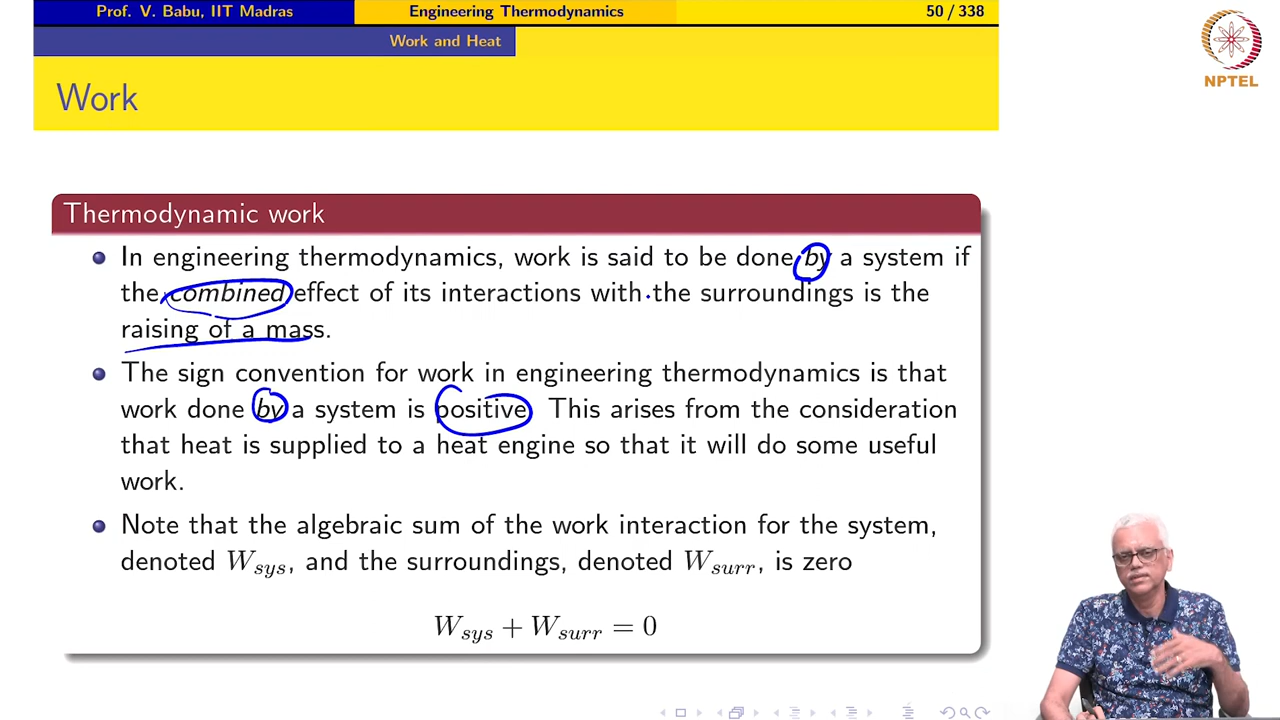 Prof. V. Babu, IIT Madras Engineering Thermodynamics 50 / 338
Work and Heat
NPTEL
Work
Thermodynamic work
In engineering thermodynamics, work is said to be done by a system if
the combined effect of its interactions with the surroundings is the
raising of a mass.
The sign convention for work in engineering thermodynamics is that
work done by a system is positive. This arises from the consideration
that heat is supplied to a heat engine so that it will do some useful
work.
Note that the algebraic sum of the work interaction for the system,
denoted W_sys, and the surroundings, denoted W_surr, is zero
W_sys + W_surr = 0